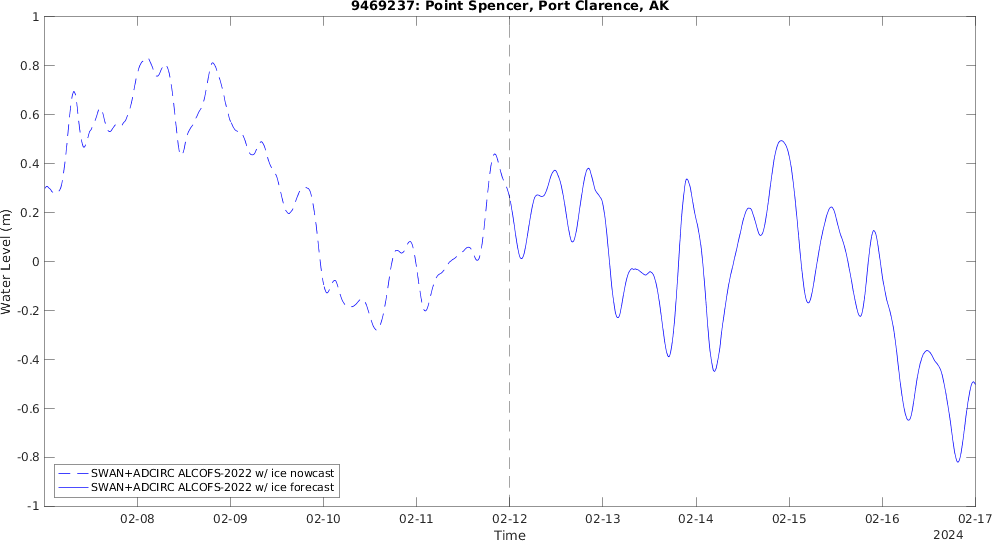 9469237: Point Spencer, Port Clarence, AK
1
0.8
0.6
0.4
0.2
0
-0.2
-0.4
-0.6
-0.8
-1
Water Level (m)
SWAN+ADCIRC ALCOFS-2022 w/ ice nowcast
SWAN+ADCIRC ALCOFS-2022 w/ ice forecast
02-08 02-09 02-10 02-11 02-12 02-13 02-14 02-15 02-16 02-17
Time
2024